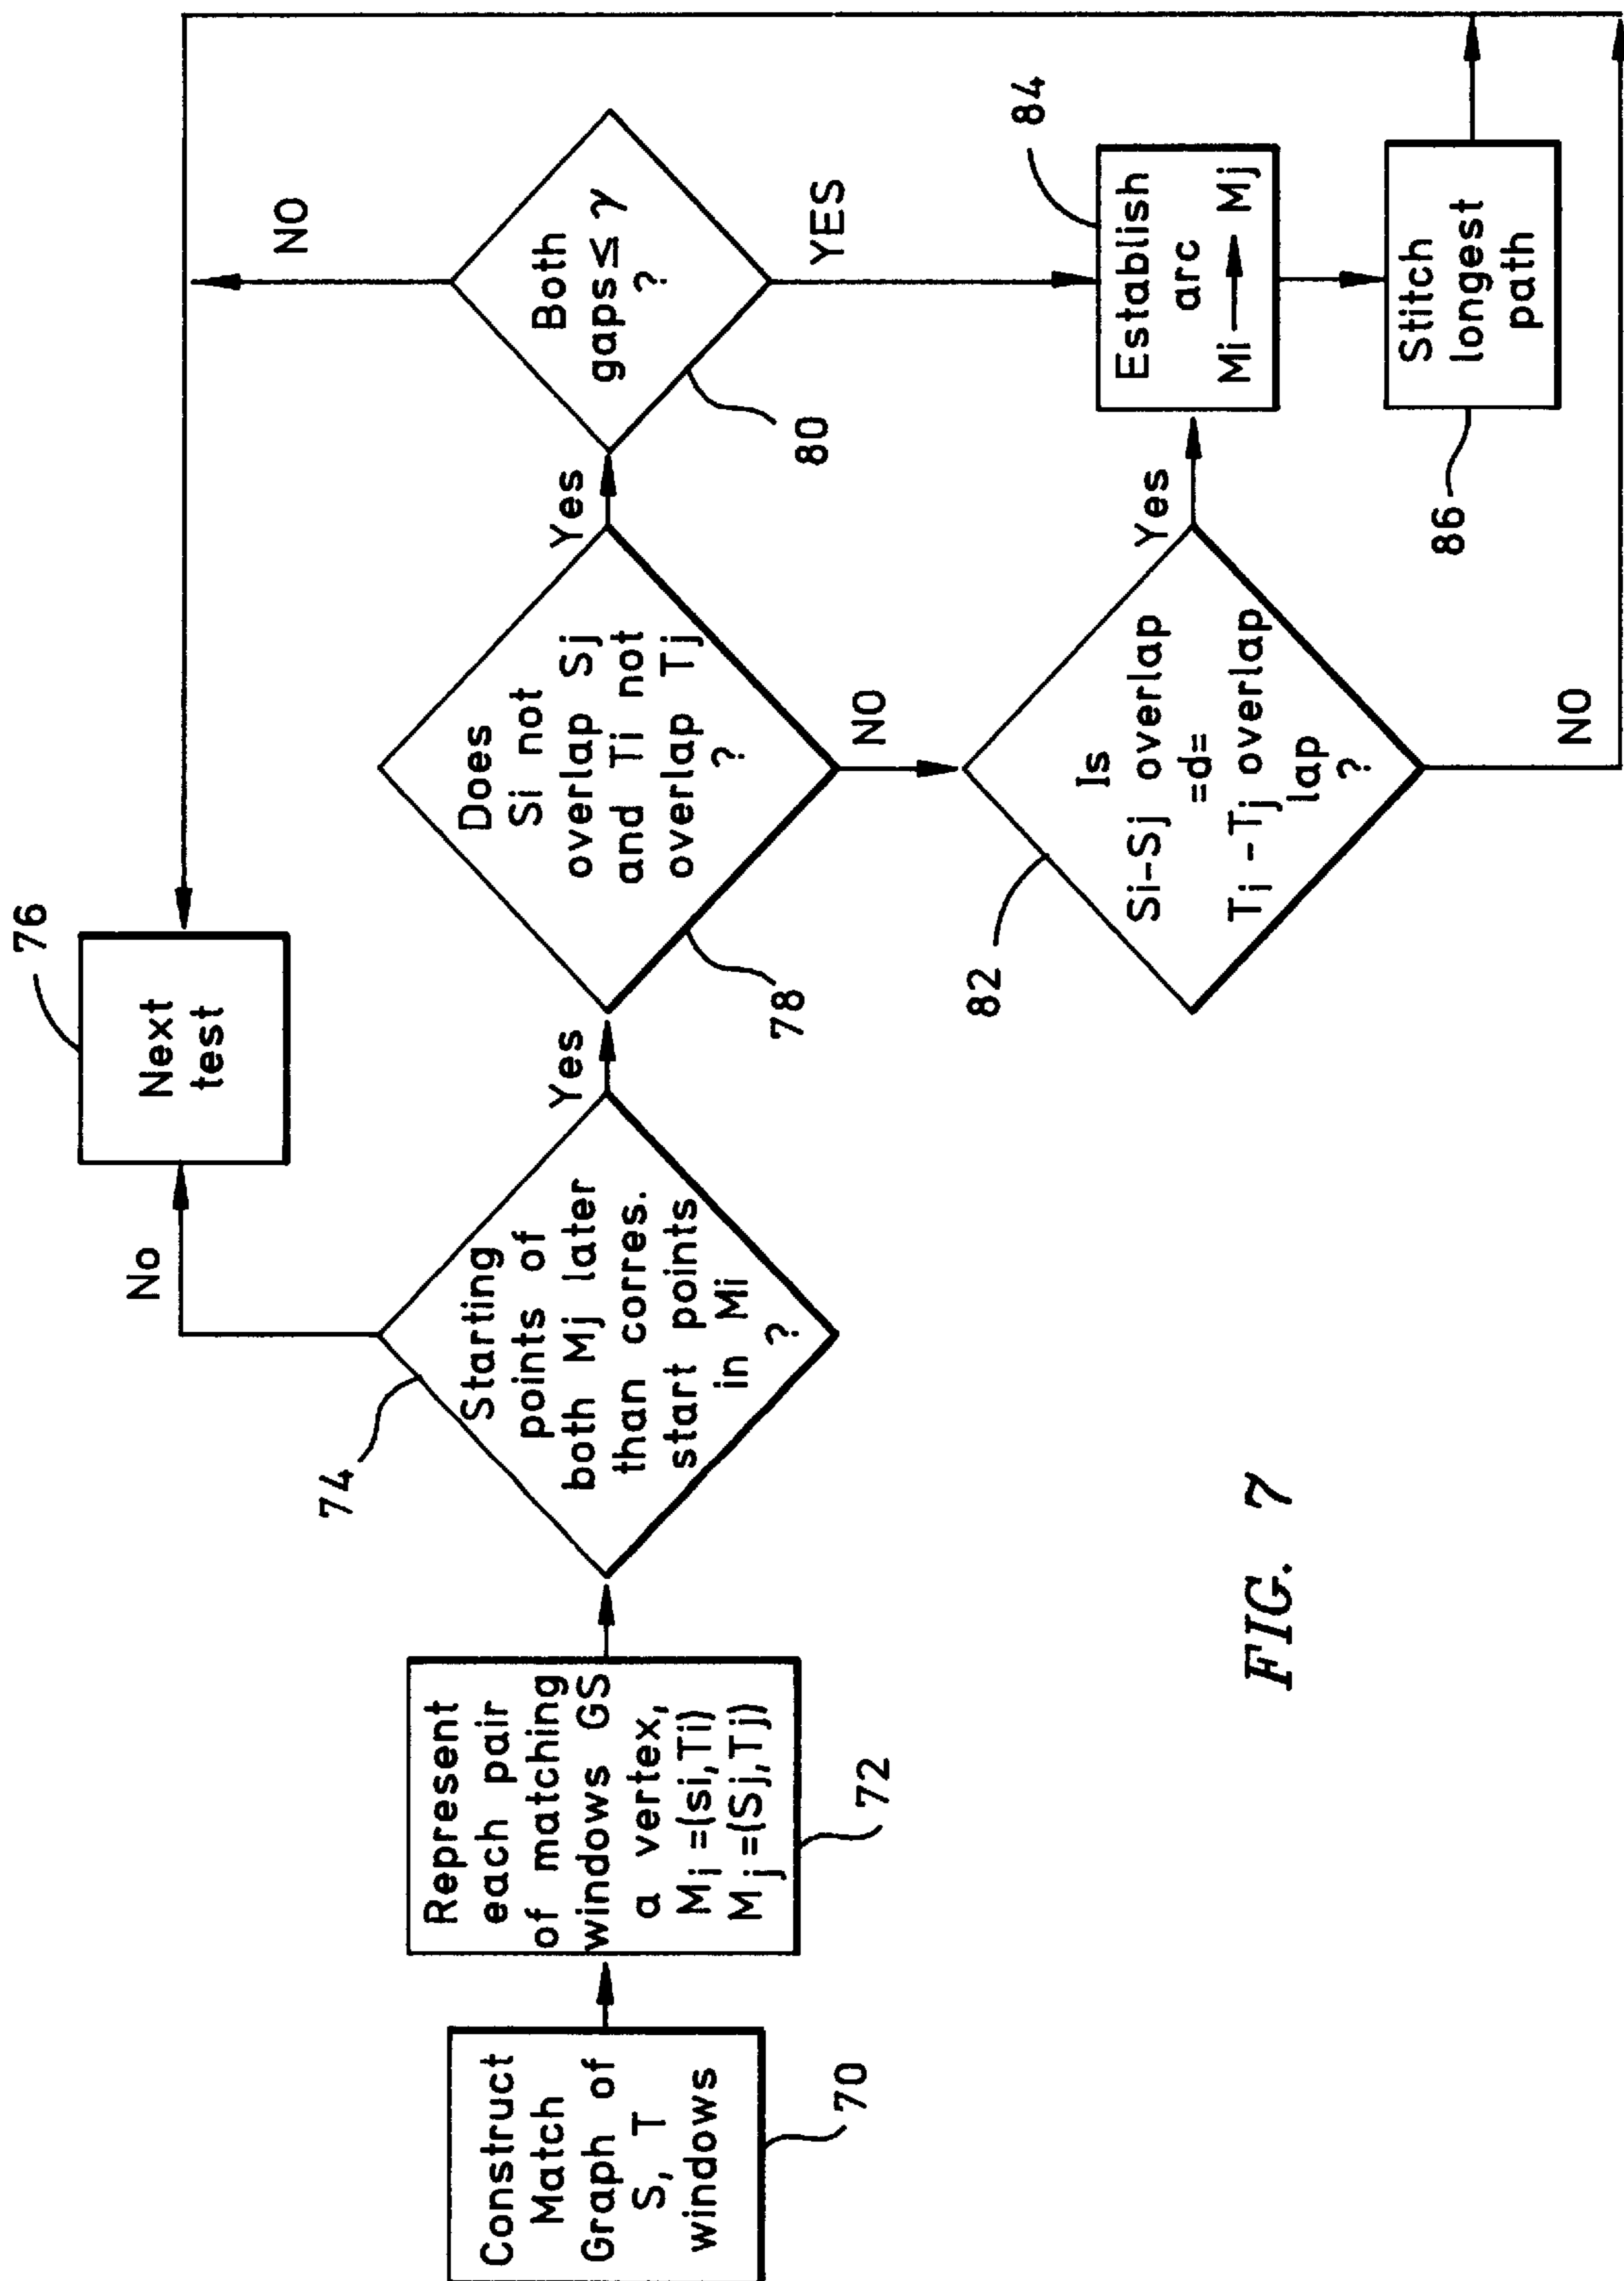 Construct
Match
Graph of
S, T
windows
70
Represent
each pair
of matching
windows GS
a vertex,
Mi =(si,Ti)
Mj =(Sj,Tj)
72
Starting
points of
both Mj later
than corres.
start points
in Mi
?
74
No
Yes
Next
test
76
Does
Si not
overlap Sj
and Ti not
overlap Tj
?
78
Yes
NO
Both
gaps ≤ γ
?
80
NO
YES
Is
Si-Sj overlap
=d=
Ti -Tj overlap
lap
?
82
Yes
NO
Establish
arc
Mi → Mj
84
Stitch
longest
path
86
FIG. 7